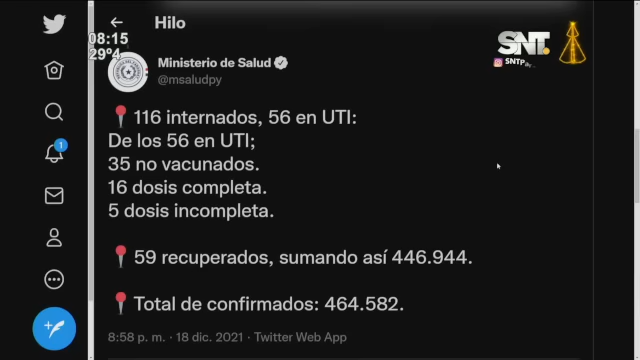 Hilo
08:15
29°4
SNT.
Ministerio de Salud
@msaludpy
116 internados, 56 en UTI:
De los 56 en UTI;
35 no vacunados.
16 dosis completa.
5 dosis incompleta.
59 recuperados, sumando así 446.944.
Total de confirmados: 464.582.
8:58 p. m. · 18 dic. 2021 · Twitter Web App
1